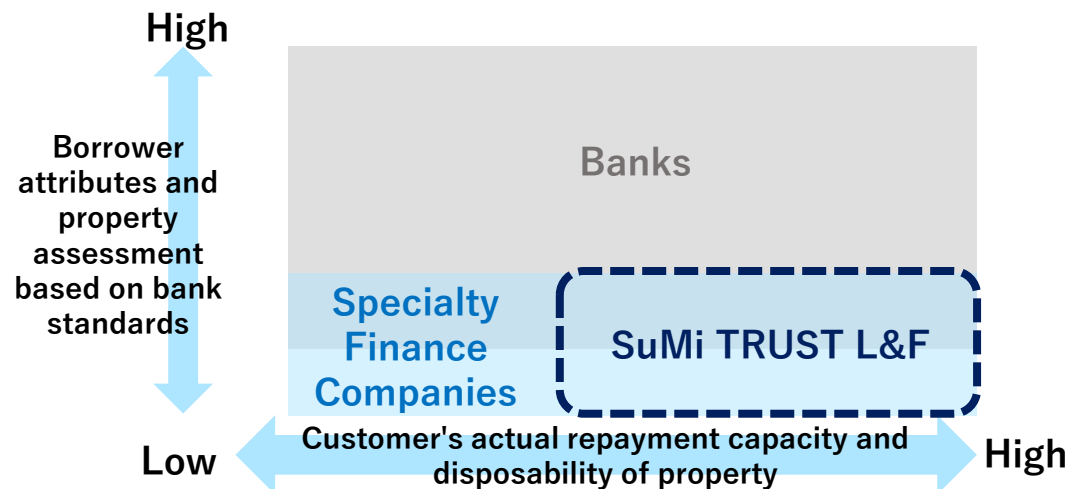 High
Borrower
attributes and
property
assessment
based on bank
standards
Banks
Specialty
Finance
Companies
SuMi TRUST L&F
Low
Customer's actual repayment capacity and
disposability of property
High